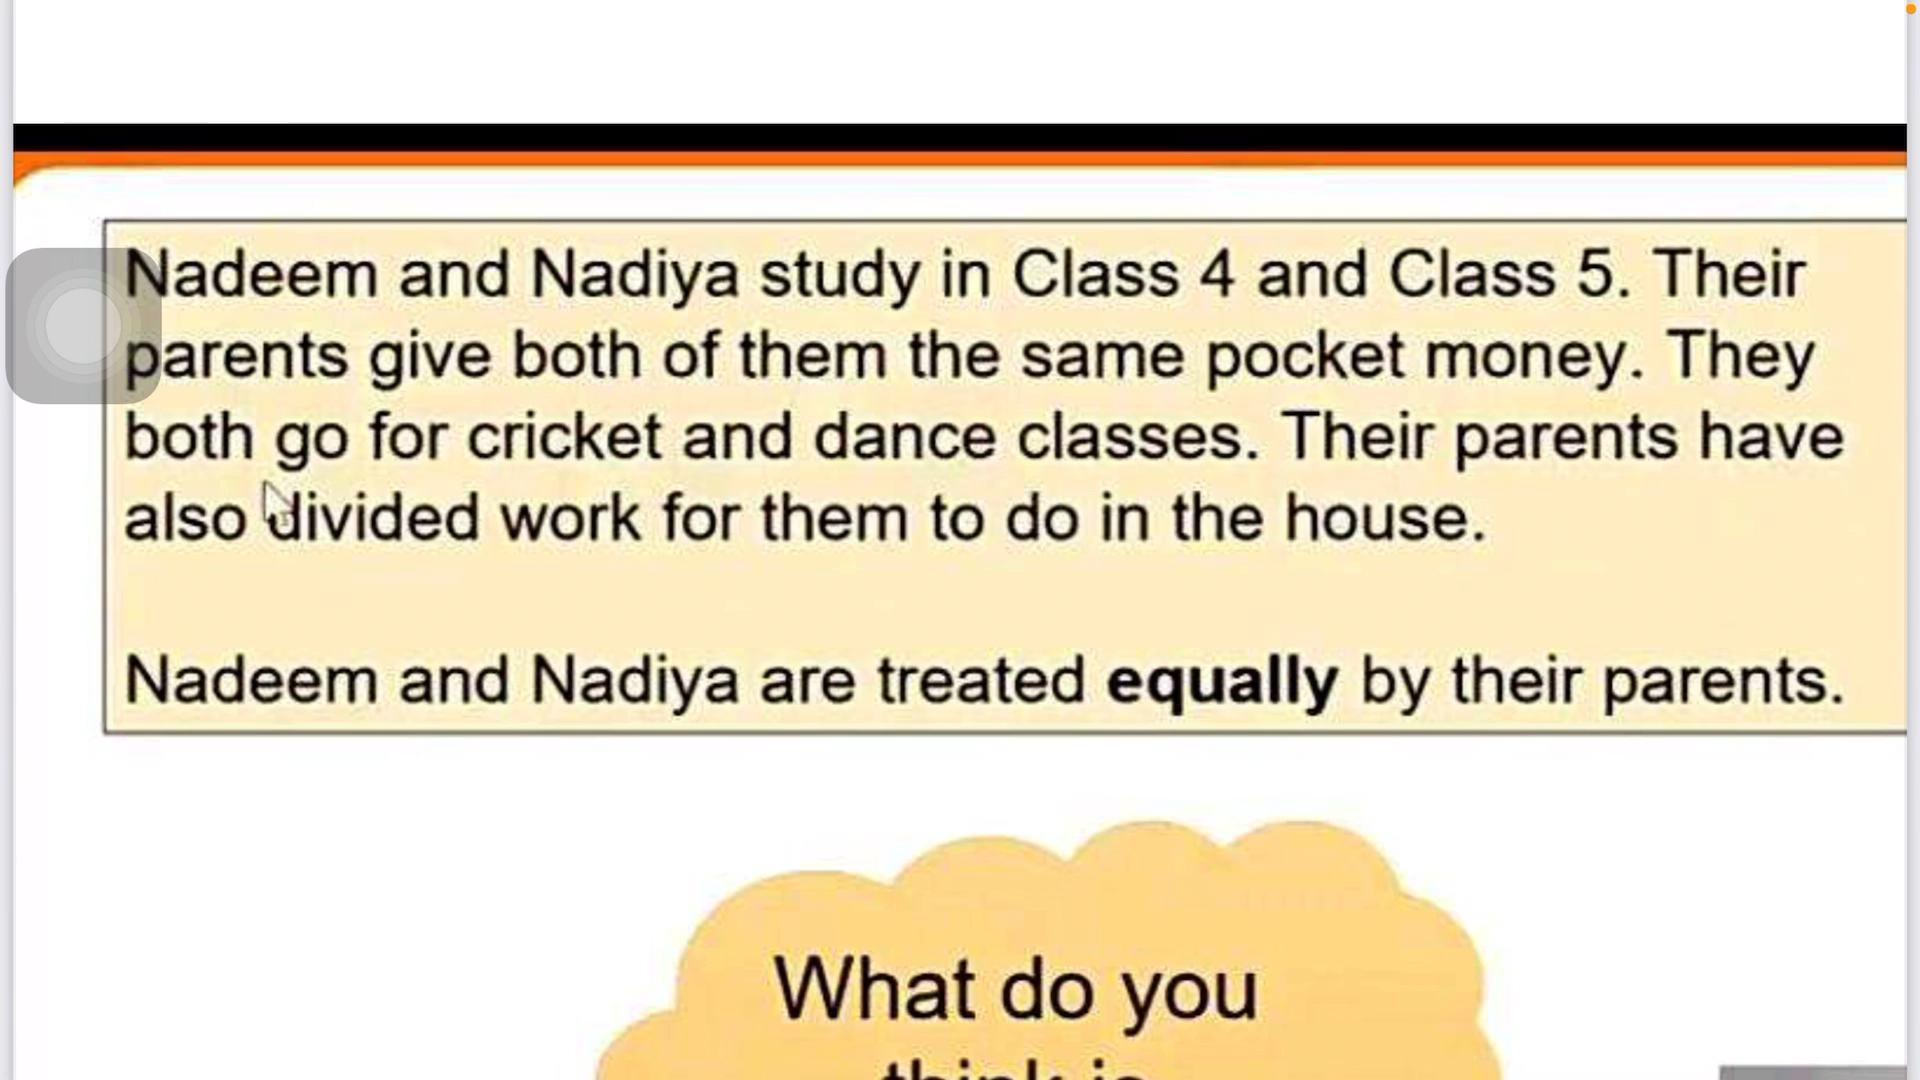 Nadeem and Nadiya study in Class 4 and Class 5. Their
parents give both of them the same pocket money. They
both go for cricket and dance classes. Their parents have
also divided work for them to do in the house.
Nadeem and Nadiya are treated equally by their parents.
What do you
think is